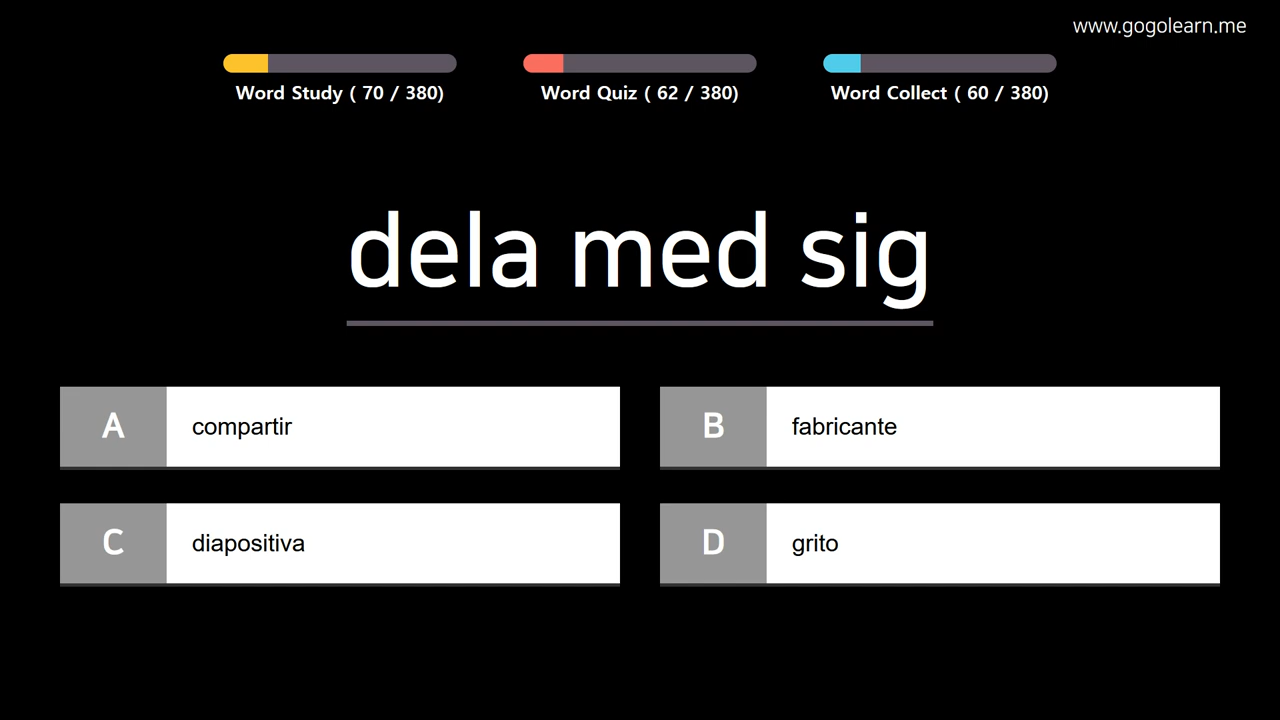 www.gogolearn.me
Word Study ( 70 / 380)
Word Quiz ( 62 / 380)
Word Collect ( 60 / 380)
dela med sig
A compartir
B fabricante
C diapositiva
D grito